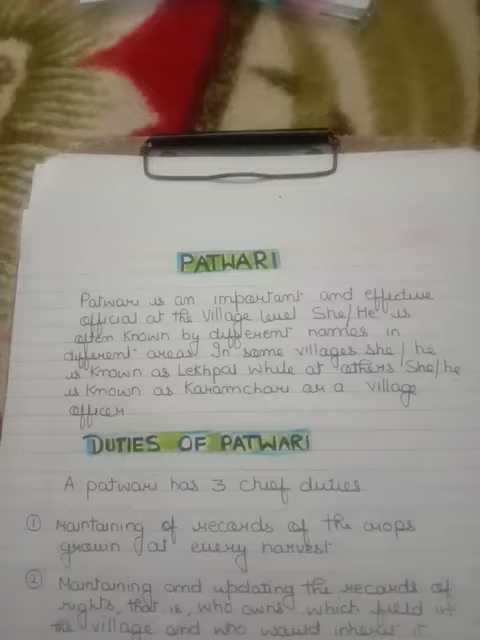 PATWARI
Patwari is an important and effective
official at the village level She/He is
often known by different names in
different areas In some villages she/he
is known as Lekhpal while at others She/he
is known as Karamchari or a village
officer
DUTIES OF PATWARI
A patwari has 3 chief duties
① Maintaining of records of the crops
grown at every harvest
② Maintaining and updating the records of
rights, that is, who owns which field in
the village and who would inherit it